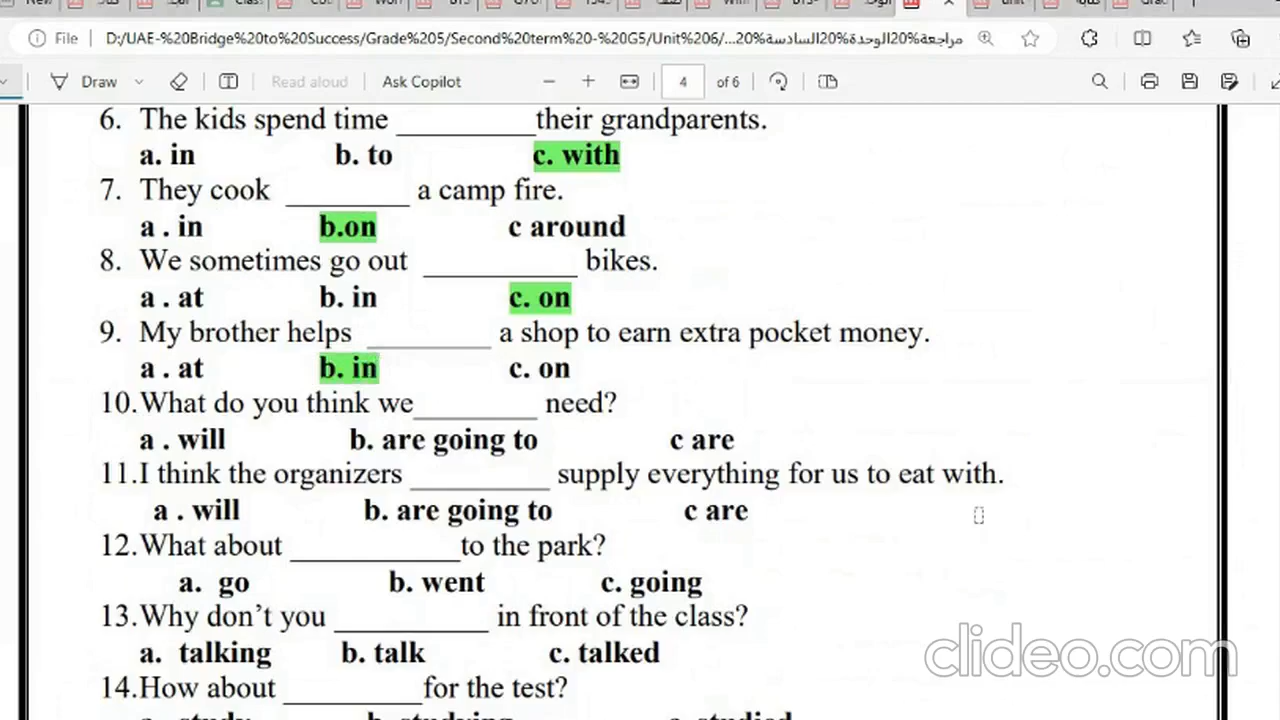 File D:/UAE-%20Bridge%20to%20Success/Grade%205/Second%20term%20-%20G5/Unit%206/...مراجعة%20الوحدة%20السادسة%20
Draw Read aloud Ask Copilot 4 of 6
6. The kids spend time __________their grandparents.
a. in b. to c. with
7. They cook _________ a camp fire.
a . in b.on c around
8. We sometimes go out ___________ bikes.
a . at b. in c. on
9. My brother helps _________ a shop to earn extra pocket money.
a . at b. in c. on
10.What do you think we_________ need?
a . will b. are going to c are
11.I think the organizers __________ supply everything for us to eat with.
a . will b. are going to c are
12.What about ____________to the park?
a. go b. went c. going
13.Why don’t you ___________ in front of the class?
a. talking b. talk c. talked
14.How about __________for the test?
a. study b. studying c. studied
clideo.com